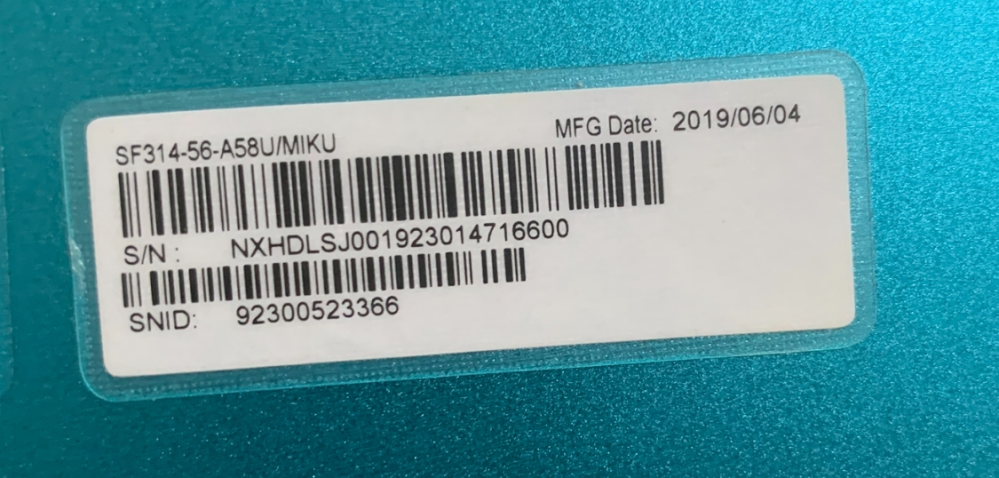 SF314-56-A58U/MIKU
MFG Date: 2019/06/04
S/N : NXHDLSJ001923014716600
SNID: 92300523366